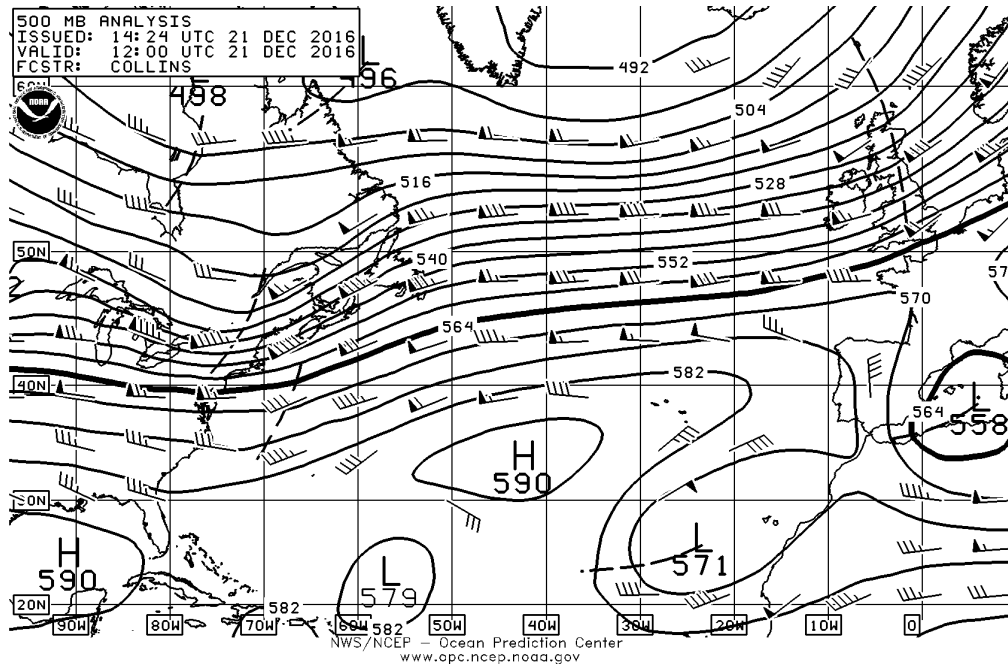 500 MB ANALYSIS
ISSUED: 14:24 UTC 21 DEC 2016
VALID: 12:00 UTC 21 DEC 2016
FCSTR: COLLINS
L
498
L
496
492
NOAA
504
516
528
50N
540
552
570
564
40N
582
564
L
558
H
590
30N
H
590
L
579
L
571
20N
582
582
90W
80W
70W
60W
50W
40W
30W
20W
10W
0
NWS/NCEP – Ocean Prediction Center
www.opc.ncep.noaa.gov